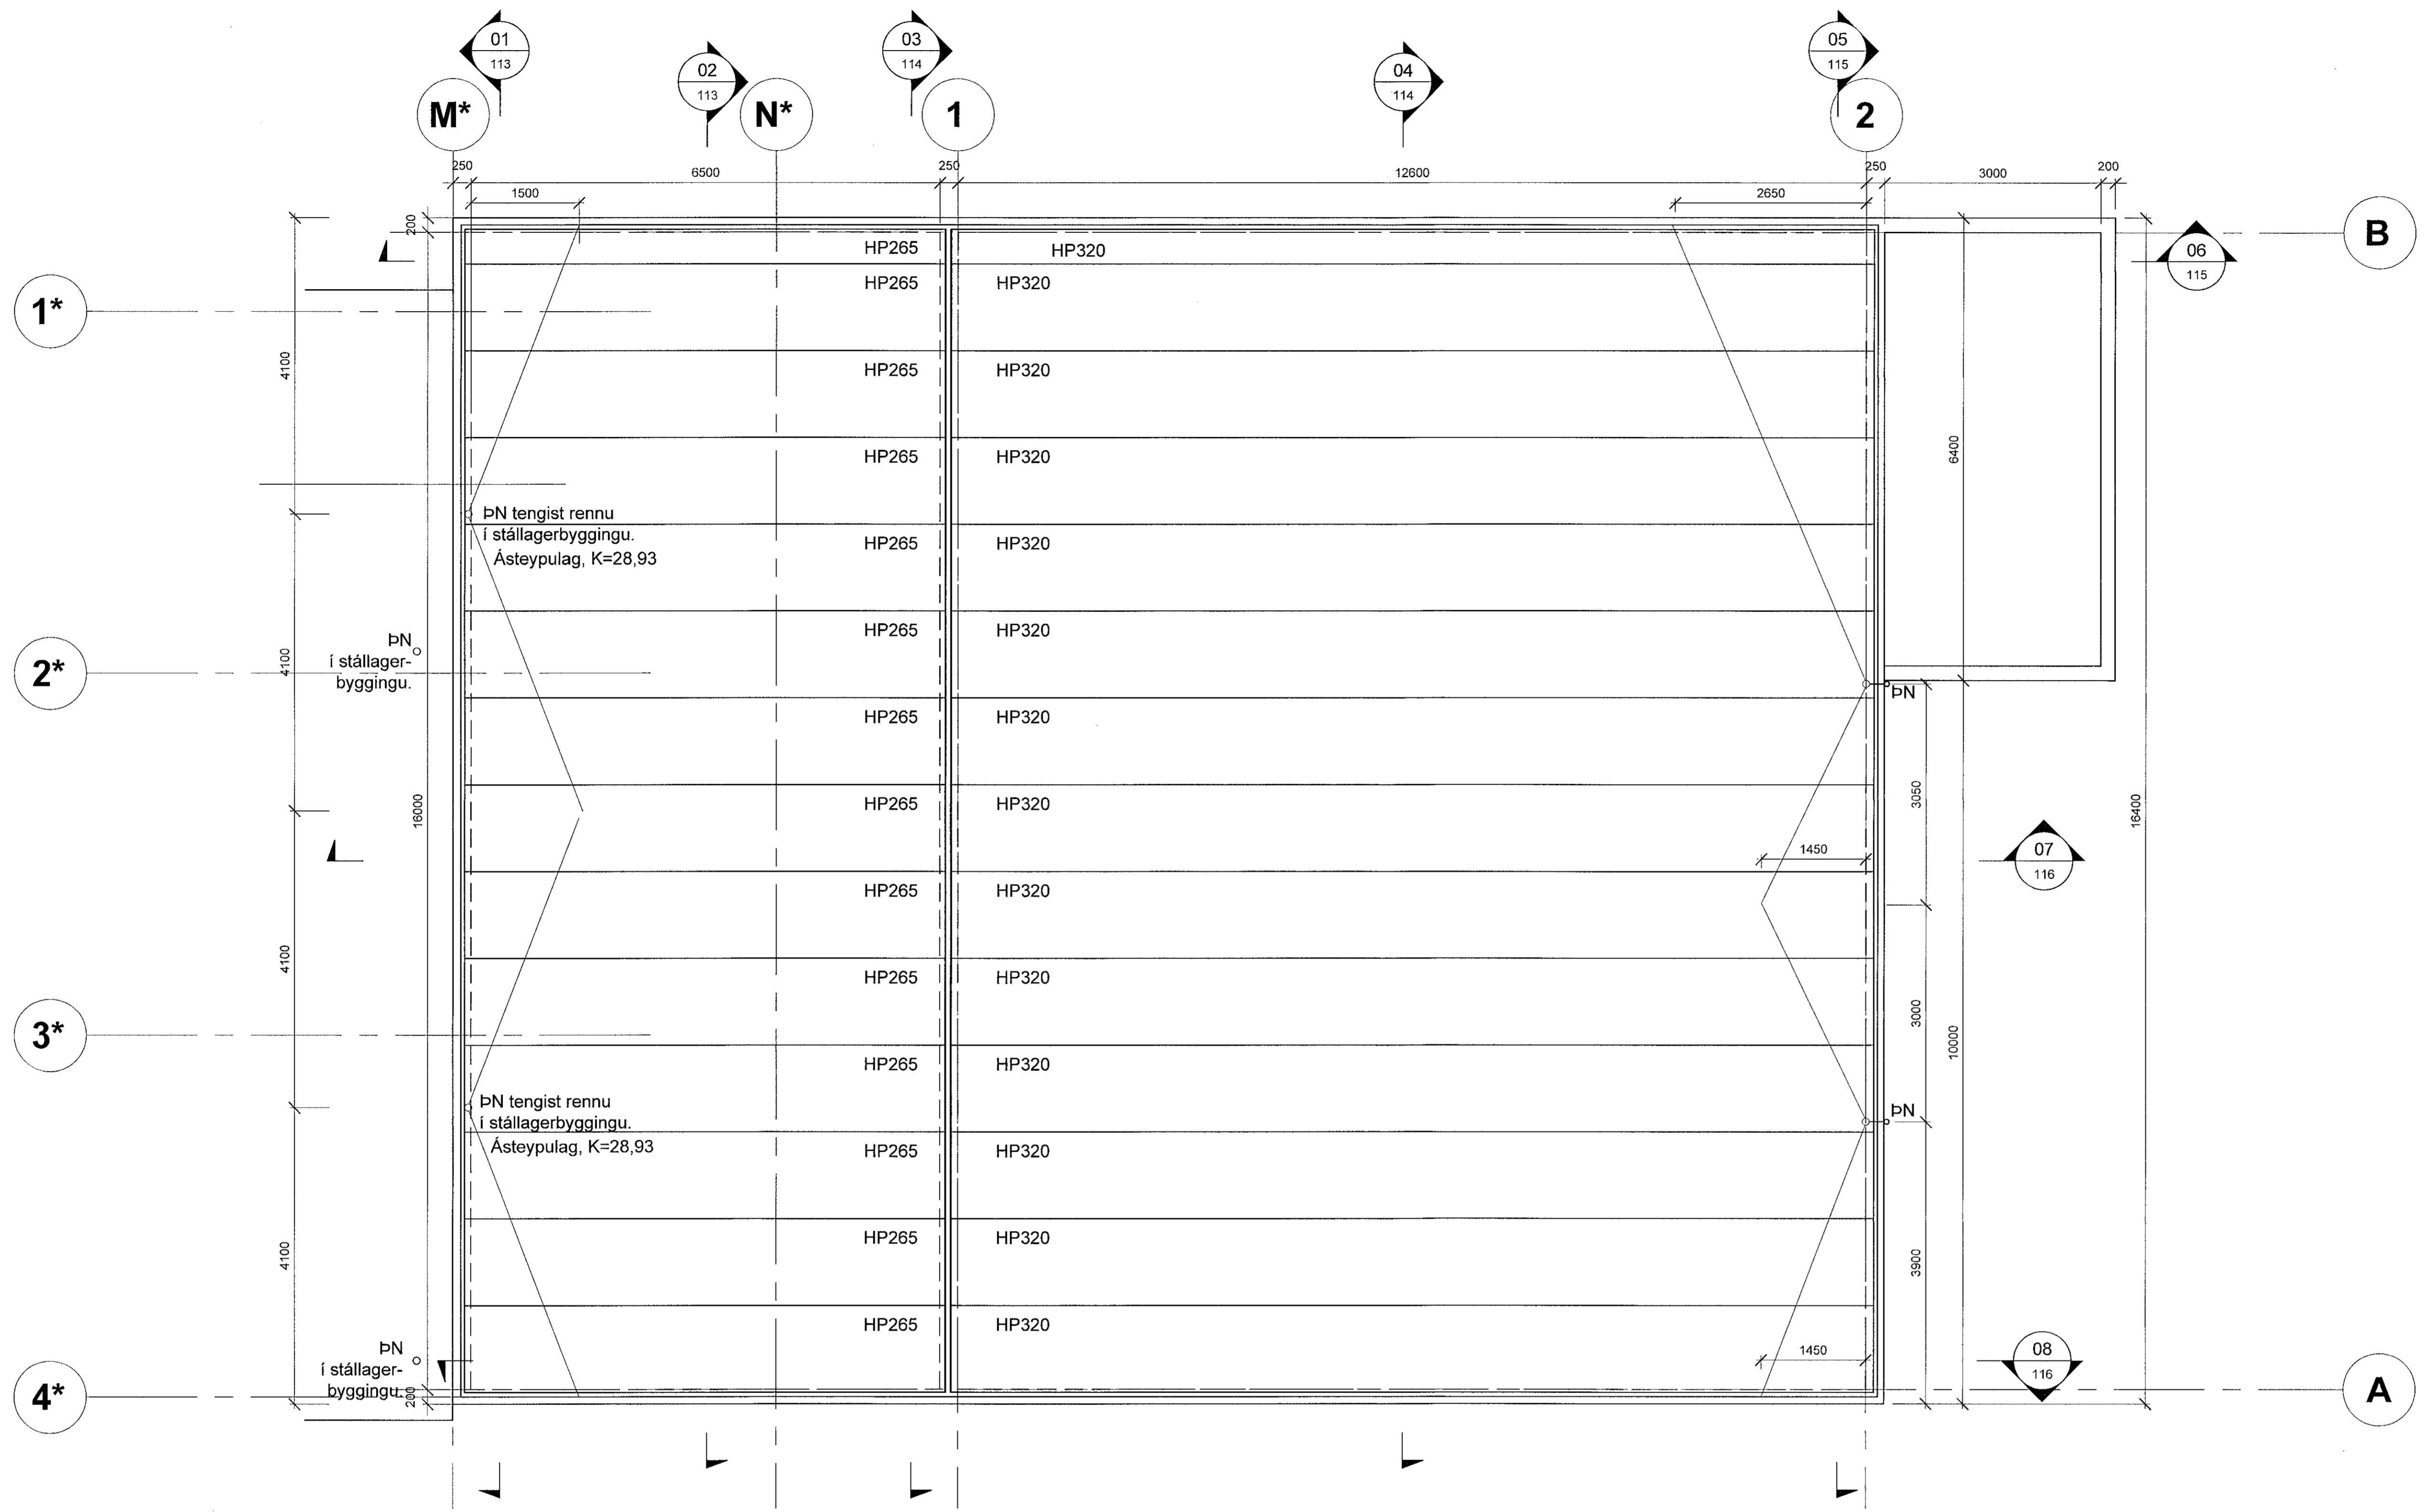 01
113
02
113
03
114
04
114
05
115
M*
N*
1
2
250
6500
250
12600
250
3000
200
1500
2650
200
B
06
115
HP265
HP320
HP265
HP320
1*
4100
HP265
HP320
6400
HP265
HP320
ÞN tengist rennu
í stállagerbyggingu.
Ásteypulag, K=28,93
HP265
HP320
HP265
HP320
ÞN
í stállager-
byggingu.
4100
2*
ÞN
HP265
HP320
HP265
HP320
16000
3050
16400
1450
07
116
HP265
HP320
4100
HP265
HP320
3000
10000
3*
HP265
HP320
ÞN tengist rennu
í stállagerbyggingu.
Ásteypulag, K=28,93
ÞN
HP265
HP320
HP265
HP320
4100
3900
HP265
HP320
1450
08
116
ÞN
í stállager-
byggingu.
200
4*
A